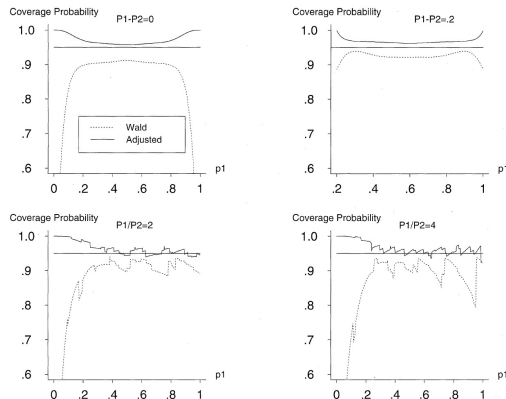 Coverage Probability
P1-P2=0
1.0
.9
.8
.7
.6
Wald
Adjusted
0 .2 .4 .6 .8 1
p1
Coverage Probability
P1-P2=.2
1.0
.9
.8
.7
.6
.2 .4 .6 .8 1
p1
Coverage Probability
P1/P2=2
1.0
.9
.8
.7
.6
0 .2 .4 .6 .8 1
p1
Coverage Probability
P1/P2=4
1.0
.9
.8
.7
.6
0 .2 .4 .6 .8 1
p1